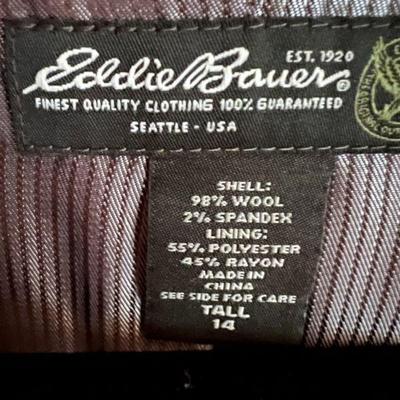 EST. 1920
Eddie Bauer®
FINEST QUALITY CLOTHING 100% GUARANTEED
SEATTLE - USA
SHELL:
98% WOOL
2% SPANDEX
LINING:
55% POLYESTER
45% RAYON
MADE IN
CHINA
SEE SIDE FOR CARE
TALL
14